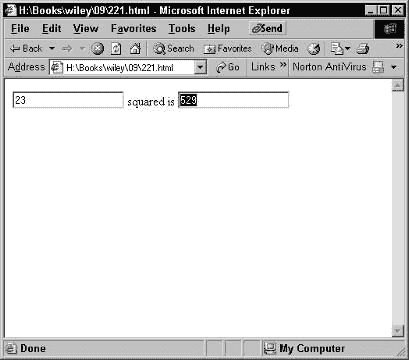 H:\Books\wiley\09\221.html - Microsoft Internet Explorer
File Edit View Favorites Tools Help Send
Back Search Favorites Media »
Address H:\Books\wiley\09\221.html Go Links » Norton AntiVirus
23 squared is 529
Done My Computer